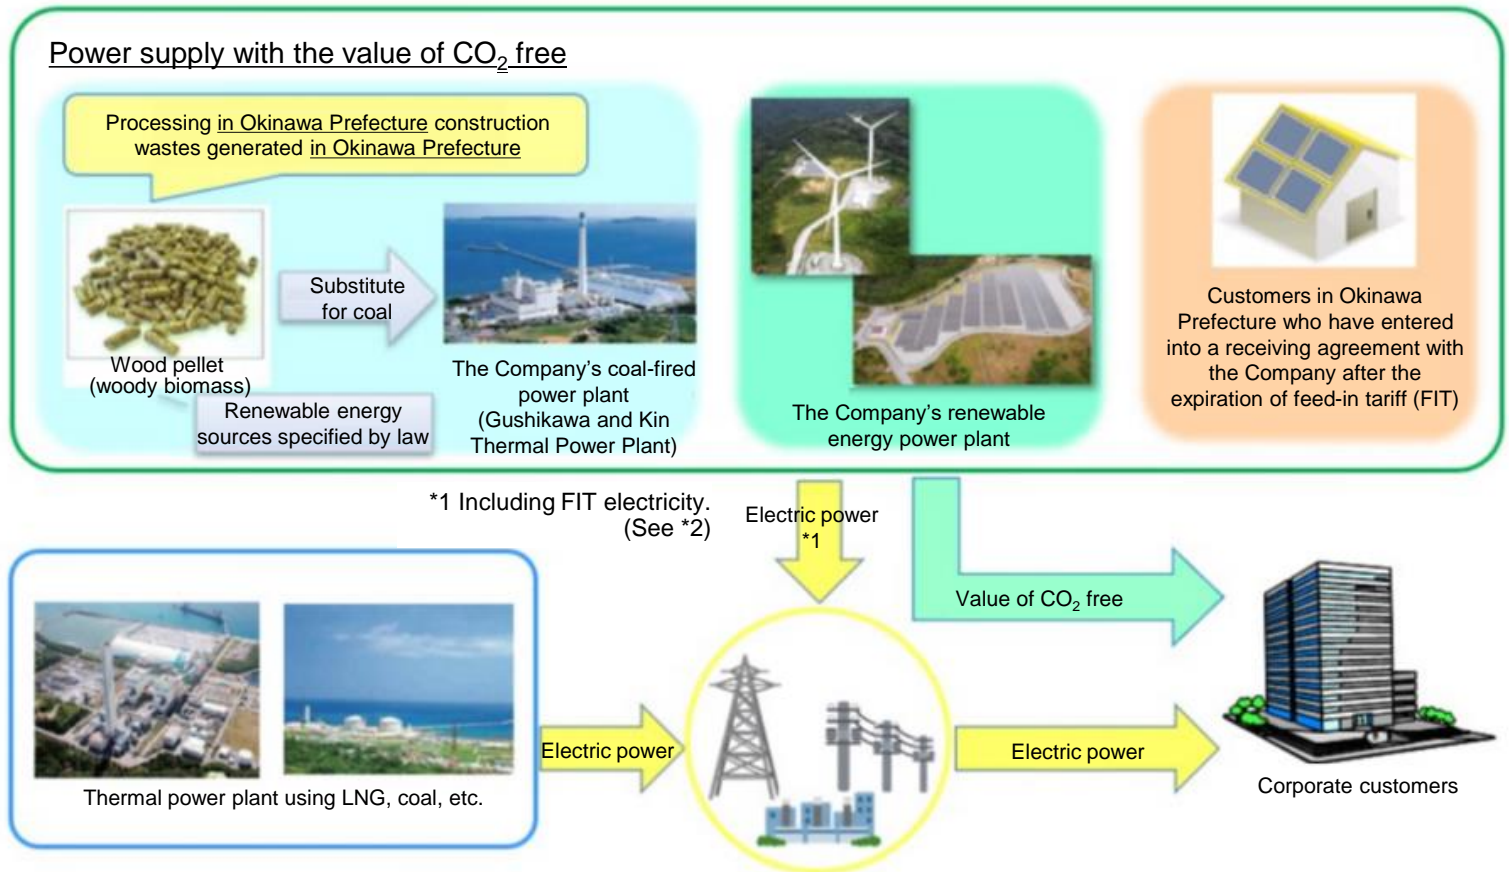 Power supply with the value of CO₂ free
Processing in Okinawa Prefecture construction
wastes generated in Okinawa Prefecture
Substitute
for coal
Wood pellet
(woody biomass)
Renewable energy
sources specified by law
The Company's coal-fired
power plant
(Gushikawa and Kin
Thermal Power Plant)
The Company's renewable
energy power plant
Customers in Okinawa
Prefecture who have entered
into a receiving agreement with
the Company after the
expiration of feed-in tariff (FIT)
*1 Including FIT electricity.
(See *2)
Electric power
*1
Value of CO₂ free
Electric power
Electric power
Thermal power plant using LNG, coal, etc.
Corporate customers